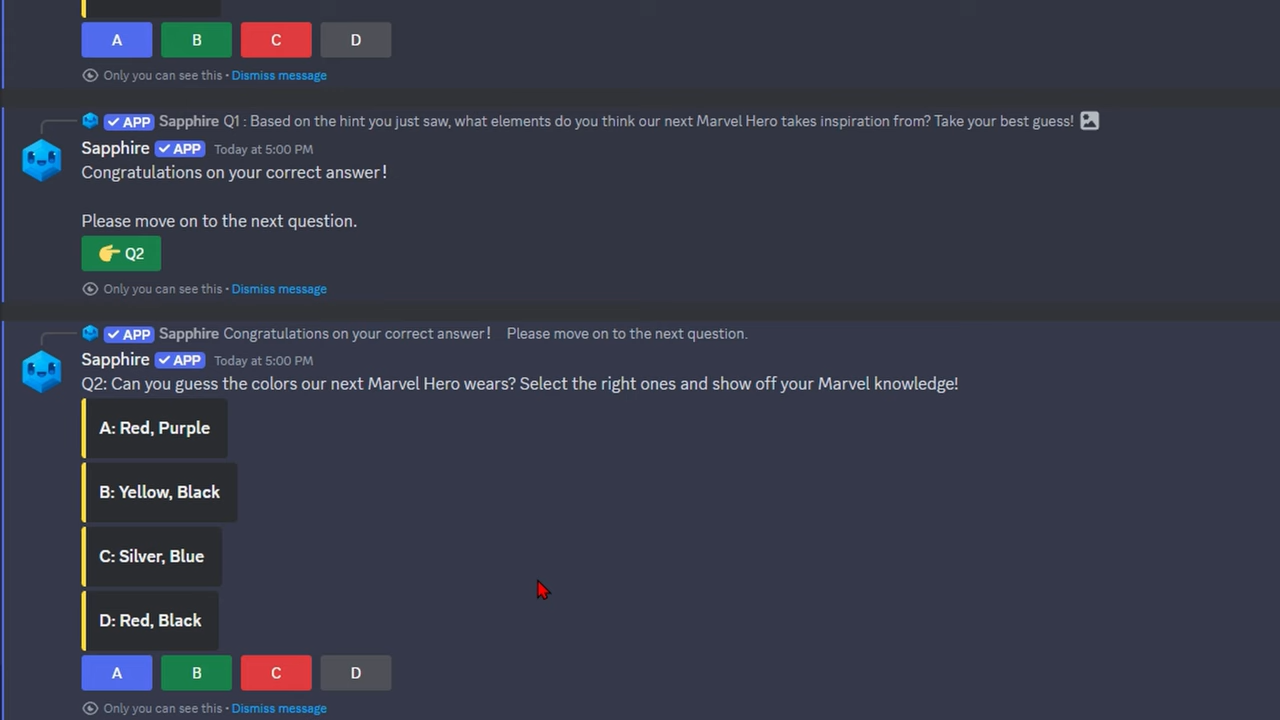 A B C D
Only you can see this • Dismiss message
✓ APP Sapphire Q1 : Based on the hint you just saw, what elements do you think our next Marvel Hero takes inspiration from? Take your best guess!
Sapphire ✓ APP Today at 5:00 PM
Congratulations on your correct answer！
Please move on to the next question.
👉 Q2
Only you can see this • Dismiss message
✓ APP Sapphire Congratulations on your correct answer！ Please move on to the next question.
Sapphire ✓ APP Today at 5:00 PM
Q2: Can you guess the colors our next Marvel Hero wears? Select the right ones and show off your Marvel knowledge!
A: Red, Purple
B: Yellow, Black
C: Silver, Blue
D: Red, Black
A B C D
Only you can see this • Dismiss message